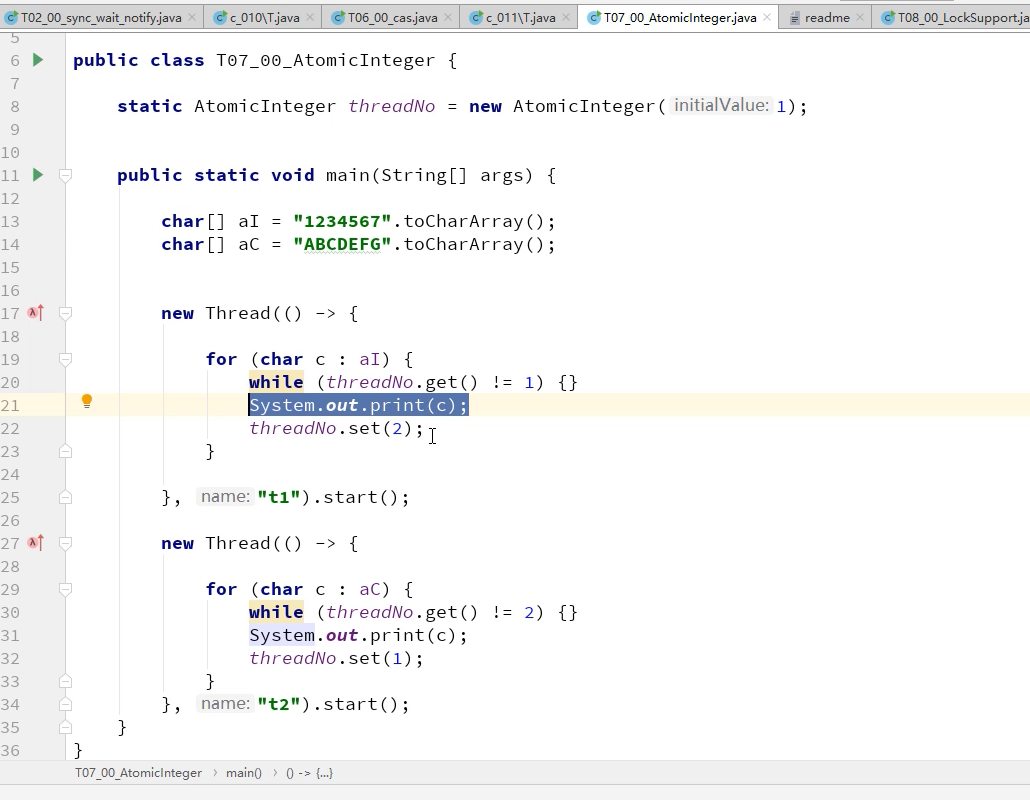 T02_00_sync_wait_notify.java × c_010\T.java × T06_00_cas.java × c_011\T.java × T07_00_AtomicInteger.java × readme × T08_00_LockSupport.ja
5
6 public class T07_00_AtomicInteger {
7
8 static AtomicInteger threadNo = new AtomicInteger( initialValue: 1);
9
10
11 public static void main(String[] args) {
12
13 char[] aI = "1234567".toCharArray();
14 char[] aC = "ABCDEFG".toCharArray();
15
16
17 new Thread(() -> {
18
19 for (char c : aI) {
20 while (threadNo.get() != 1) {}
21 System.out.print(c);
22 threadNo.set(2);
23 }
24
25 }, name: "t1").start();
26
27 new Thread(() -> {
28
29 for (char c : aC) {
30 while (threadNo.get() != 2) {}
31 System.out.print(c);
32 threadNo.set(1);
33 }
34 }, name: "t2").start();
35 }
36 }
T07_00_AtomicInteger › main() › () -> {...}